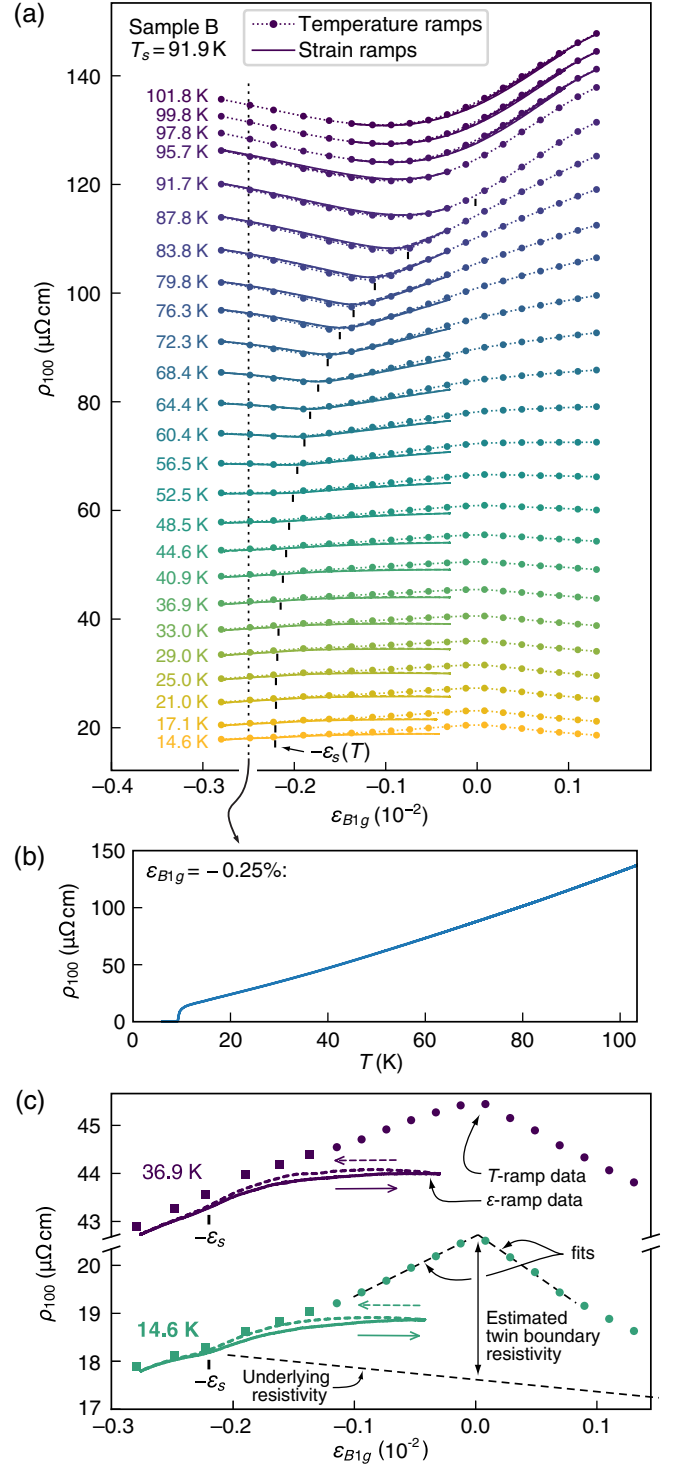 (a)
Sample B
T_s = 91.9 K
Temperature ramps
Strain ramps
140
120
100
80
60
40
20
ρ₁₀₀ (μΩ cm)
101.8 K
99.8 K
97.8 K
95.7 K
91.7 K
87.8 K
83.8 K
79.8 K
76.3 K
72.3 K
68.4 K
64.4 K
60.4 K
56.5 K
52.5 K
48.5 K
44.6 K
40.9 K
36.9 K
33.0 K
29.0 K
25.0 K
21.0 K
17.1 K
14.6 K
−ε_s(T)
−0.4 −0.3 −0.2 −0.1 0.0 0.1
ε_B1g (10⁻²)
(b)
ε_B1g = −0.25%:
150
100
50
0
ρ₁₀₀ (μΩ cm)
0 20 40 60 80 100
T (K)
(c)
45
44
43
20
19
18
17
ρ₁₀₀ (μΩ cm)
36.9 K
−ε_s
T-ramp data
ε-ramp data
fits
14.6 K
−ε_s
Estimated
twin boundary
resistivity
Underlying
resistivity
−0.3 −0.2 −0.1 0.0 0.1
ε_B1g (10⁻²)